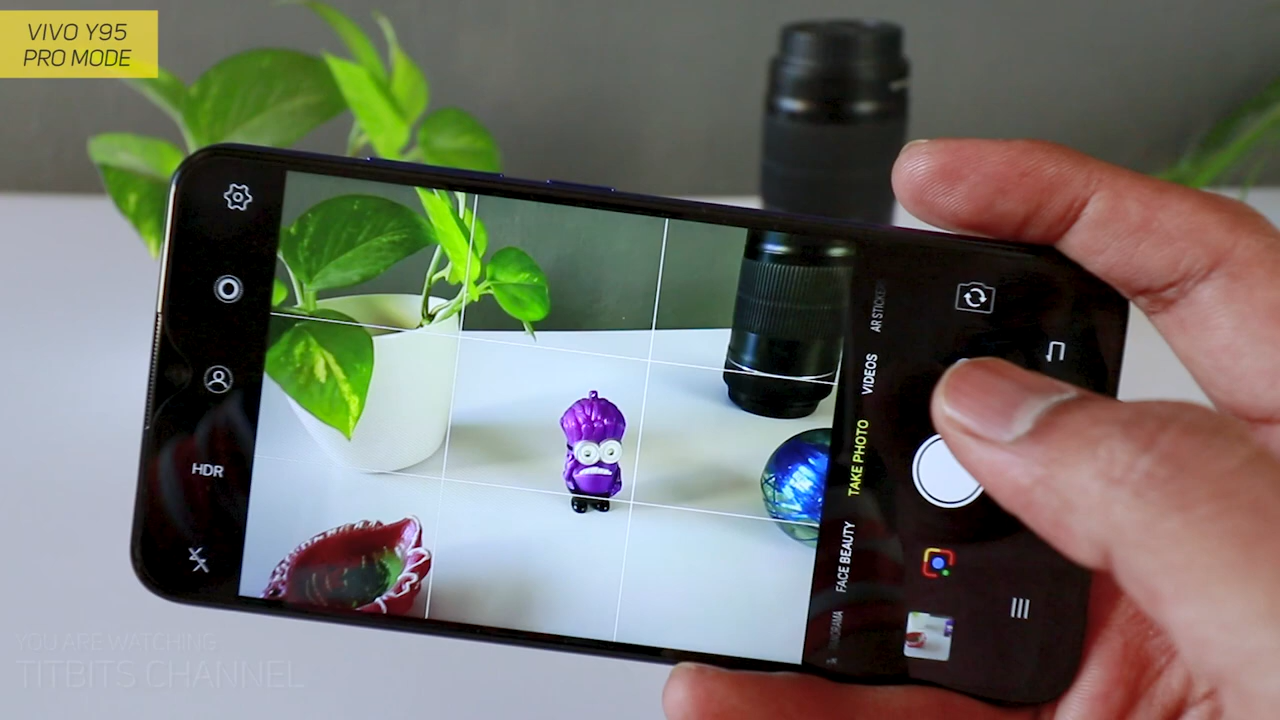 VIVO Y95
PRO MODE
HDR
AR STICKER
VIDEOS
TAKE PHOTO
FACE BEAUTY
YOU ARE WATCHING
TITBITS CHANNEL